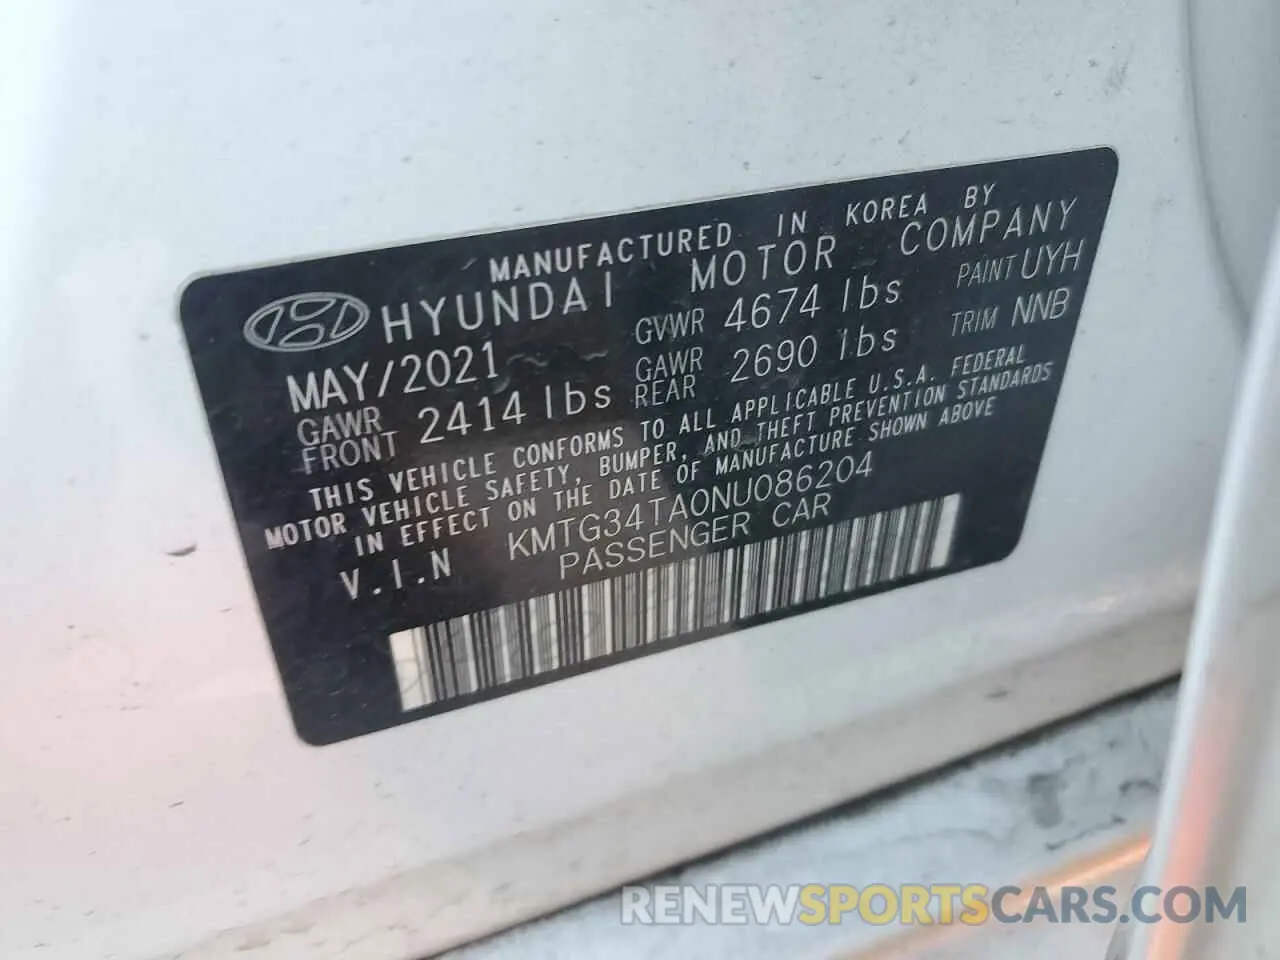 MANUFACTURED IN KOREA BY
HYUNDAI MOTOR COMPANY
MAY/2021 GVWR 4674 lbs PAINT UYH
GAWR FRONT 2414 lbs GAWR REAR 2690 lbs TRIM NNB
THIS VEHICLE CONFORMS TO ALL APPLICABLE U.S.A. FEDERAL
MOTOR VEHICLE SAFETY, BUMPER, AND THEFT PREVENTION STANDARDS
IN EFFECT ON THE DATE OF MANUFACTURE SHOWN ABOVE
V.I.N KMTG34TA0NU086204
PASSENGER CAR
RENEWSPORTSCARS.COM